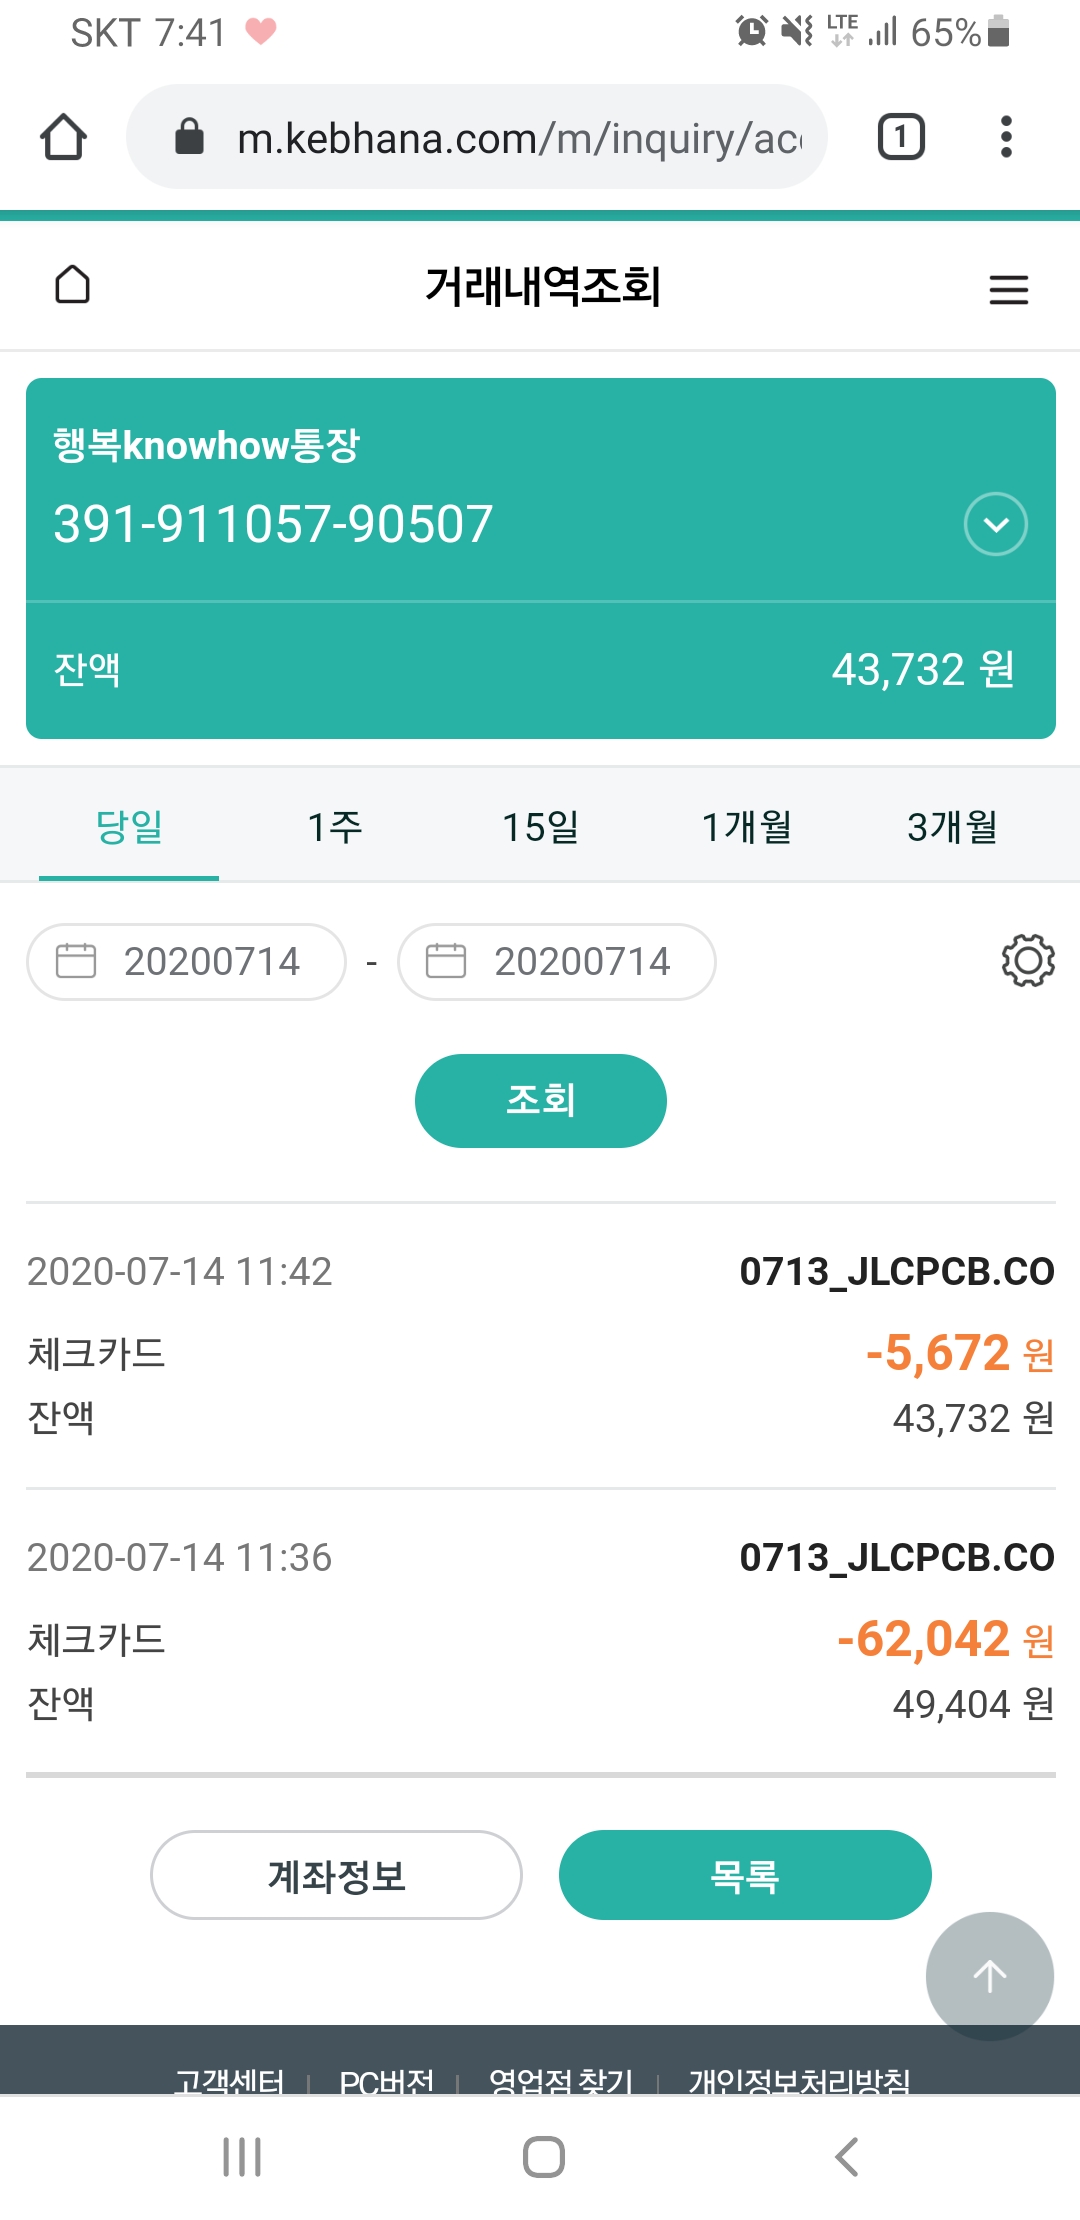 SKT 7:41
LTE 65%
m.kebhana.com/m/inquiry/acc
1
거래내역조회
행복knowhow통장
391-911057-90507
잔액 43,732 원
당일 1주 15일 1개월 3개월
20200714 - 20200714
조회
2020-07-14 11:42 0713_JLCPCB.CO
체크카드 -5,672 원
잔액 43,732 원
2020-07-14 11:36 0713_JLCPCB.CO
체크카드 -62,042 원
잔액 49,404 원
계좌정보 목록
고객센터 | PC버전 | 영업점 찾기 | 개인정보처리방침